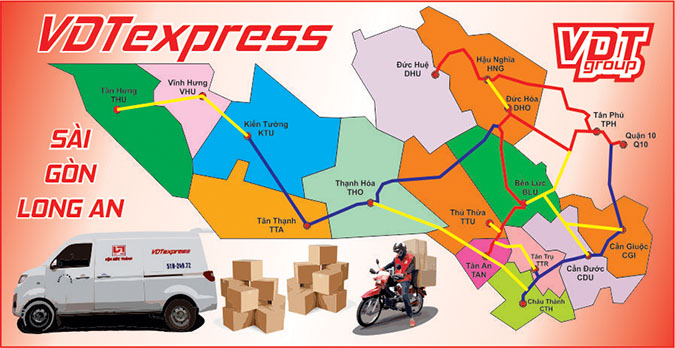 VDTexpress
VDT
group
Đức Huệ
DHU
Hậu Nghĩa
HNG
Đức Hòa
DHO
Tân Phú
TPH
Quận 10
Q10
Tân Hưng
THU
Vĩnh Hưng
VHU
Kiến Tường
KTU
SÀI
GÒN
LONG AN
Thạnh Hóa
THO
Tân Thạnh
TTA
Bến Lức
BLU
Thủ Thừa
TTU
Tân An
TAN
Tân Trụ
TTR
Cần Đước
CDU
Cần Giuộc
CGI
Châu Thành
CTH
VDTexpress